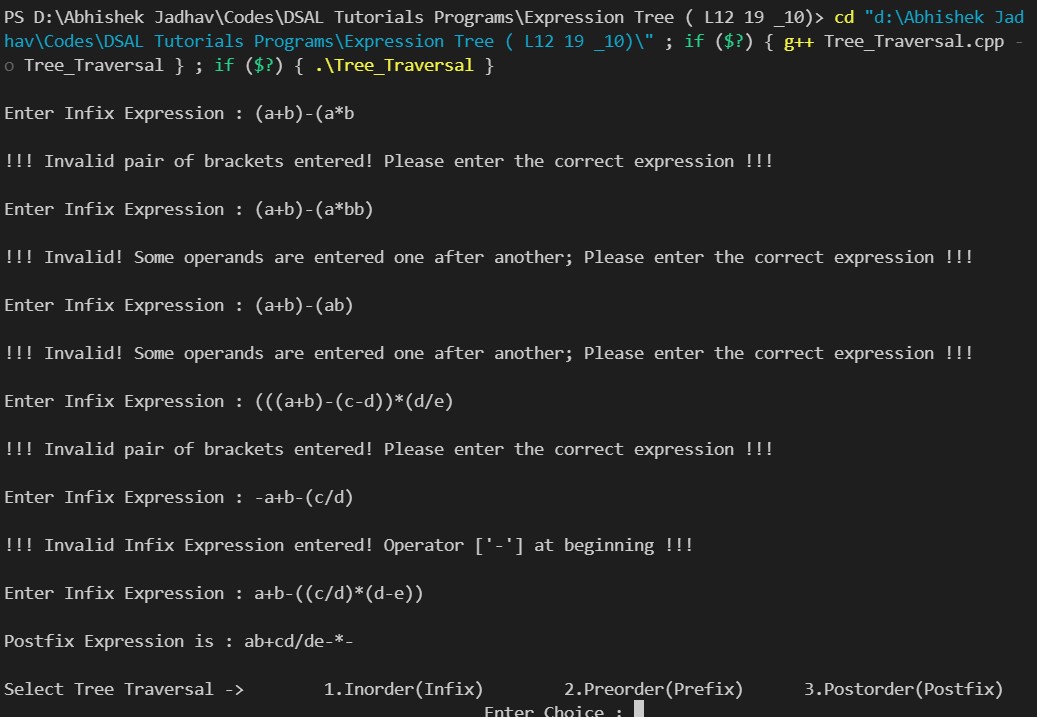 PS D:\Abhishek Jadhav\Codes\DSAL Tutorials Programs\Expression Tree ( L12 19 _10)> cd "d:\Abhishek Jad
hav\Codes\DSAL Tutorials Programs\Expression Tree ( L12 19 _10)\" ; if ($?) { g++ Tree_Traversal.cpp -
o Tree_Traversal } ; if ($?) { .\Tree_Traversal }
Enter Infix Expression : (a+b)-(a*b
!!! Invalid pair of brackets entered! Please enter the correct expression !!!
Enter Infix Expression : (a+b)-(a*bb)
!!! Invalid! Some operands are entered one after another; Please enter the correct expression !!!
Enter Infix Expression : (a+b)-(ab)
!!! Invalid! Some operands are entered one after another; Please enter the correct expression !!!
Enter Infix Expression : (((a+b)-(c-d))*(d/e)
!!! Invalid pair of brackets entered! Please enter the correct expression !!!
Enter Infix Expression : -a+b-(c/d)
!!! Invalid Infix Expression entered! Operator ['-'] at beginning !!!
Enter Infix Expression : a+b-((c/d)*(d-e))
Postfix Expression is : ab+cd/de-*-
Select Tree Traversal -> 1.Inorder(Infix) 2.Preorder(Prefix) 3.Postorder(Postfix)
Enter Choice :